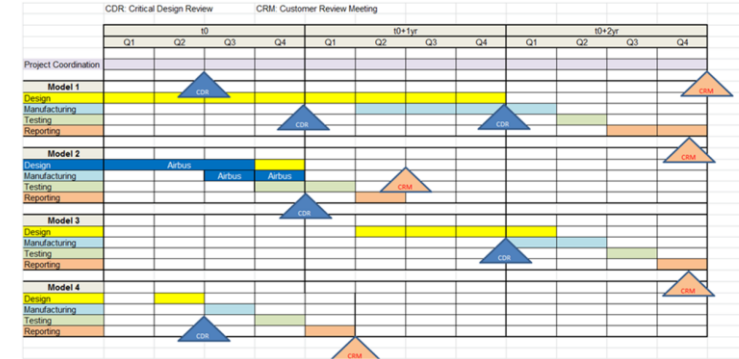 CDR: Critical Design Review CRM: Customer Review Meeting
t0 t0+1yr t0+2yr
Q1 Q2 Q3 Q4 Q1 Q2 Q3 Q4 Q1 Q2 Q3 Q4
Project Coordination
CDR CRM
Model 1
Design
Manufacturing
Testing
CDR CDR
Reporting
Model 2
CRM
Design Airbus
Manufacturing Airbus Airbus
Testing
CRM
Reporting
CDR
Model 3
Design
Manufacturing
Testing
CDR
Reporting
Model 4
CRM
Design
Manufacturing
Testing
Reporting
CDR
CRM